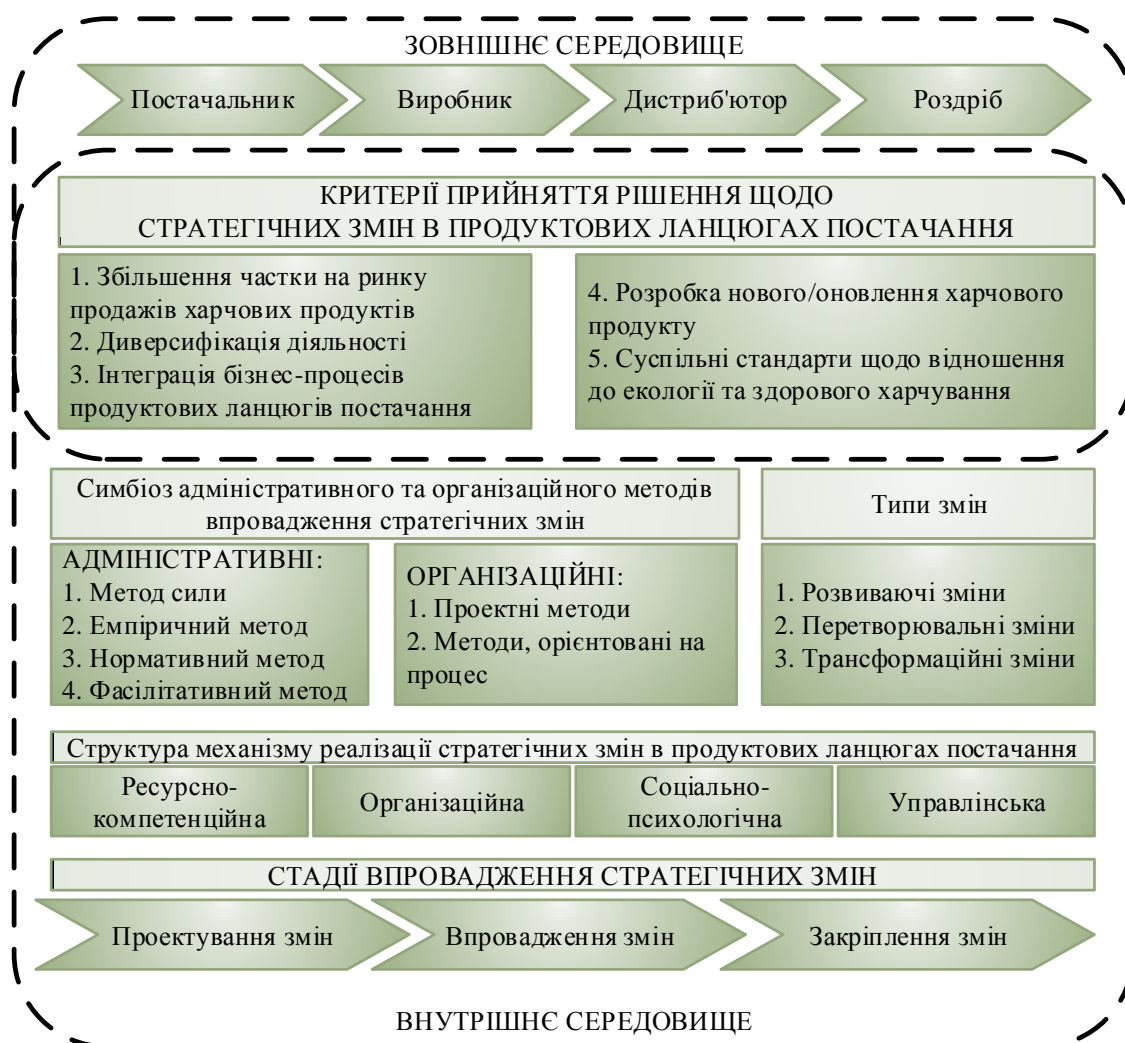 ЗОВНІШНЄ СЕРЕДОВИЩЕ
Постачальник
Виробник
Дистриб'ютор
Роздріб
КРИТЕРІЇ ПРИЙНЯТТЯ РІШЕННЯ ЩОДО
СТРАТЕГІЧНИХ ЗМІН В ПРОДУКТОВИХ ЛАНЦЮГАХ ПОСТАЧАННЯ
1. Збільшення частки на ринку
продажів харчових продуктів
2. Диверсифікація діяльності
3. Інтеграція бізнес-процесів
продуктових ланцюгів постачання
4. Розробка нового/оновлення харчового
продукту
5. Суспільні стандарти щодо відношення
до екології та здорового харчування
Симбіоз адміністративного та організаційного методів
впровадження стратегічних змін
Типи змін
АДМІНІСТРАТИВНІ:
1. Метод сили
2. Емпіричний метод
3. Нормативний метод
4. Фасілітативний метод
ОРГАНІЗАЦІЙНІ:
1. Проектні методи
2. Методи, орієнтовані на
процес
1. Розвиваючі зміни
2. Перетворювальні зміни
3. Трансформаційні зміни
Структура механізму реалізації стратегічних змін в продуктових ланцюгах постачання
Ресурсно-
компетенційна
Організаційна
Соціально-
психологічна
Управлінська
СТАДІЇ ВПРОВАДЖЕННЯ СТРАТЕГІЧНИХ ЗМІН
Проектування змін
Впровадження змін
Закріплення змін
ВНУТРІШНЄ СЕРЕДОВИЩЕ